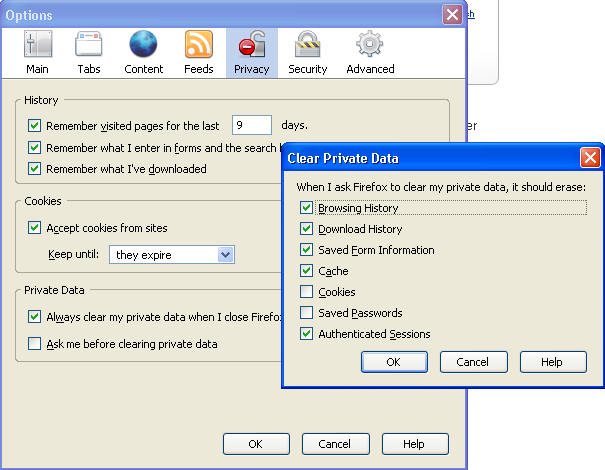 Options
Main Tabs Content Feeds Privacy Security Advanced
History
Remember visited pages for the last 9 days.
Remember what I enter in forms and the search
Remember what I've downloaded
Cookies
Accept cookies from sites
Keep until: they expire
Private Data
Always clear my private data when I close Firefo
Ask me before clearing private data
OK Cancel Help
Clear Private Data
When I ask Firefox to clear my private data, it should erase:
Browsing History
Download History
Saved Form Information
Cache
Cookies
Saved Passwords
Authenticated Sessions
OK Cancel Help